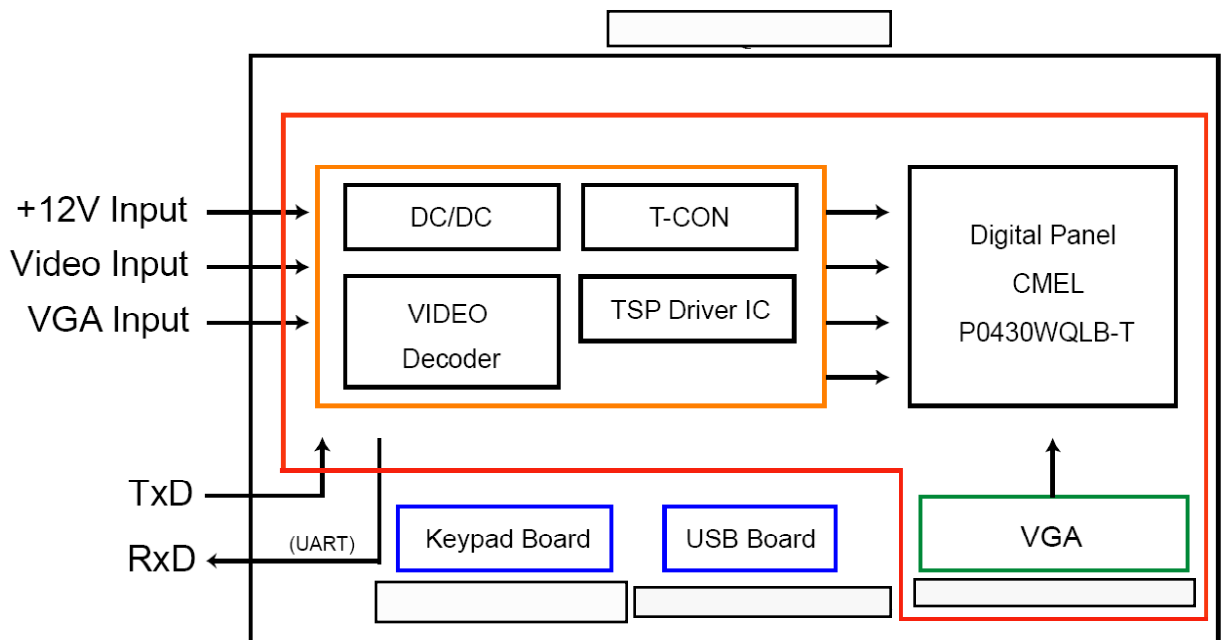 +12V Input
Video Input
VGA Input
DC/DC
T-CON
VIDEO
Decoder
TSP Driver IC
Digital Panel
CMEL
P0430WQLB-T
TxD
RxD
(UART)
Keypad Board
USB Board
VGA